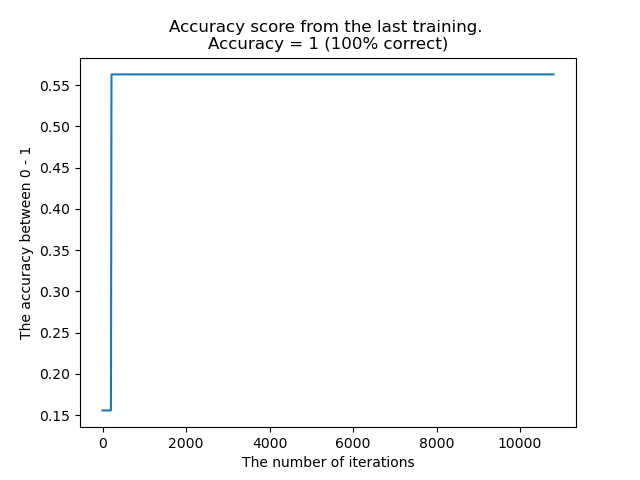 Accuracy score from the last training.
Accuracy = 1 (100% correct)
The accuracy between 0 - 1
0.55
0.50
0.45
0.40
0.35
0.30
0.25
0.20
0.15
0 2000 4000 6000 8000 10000
The number of iterations